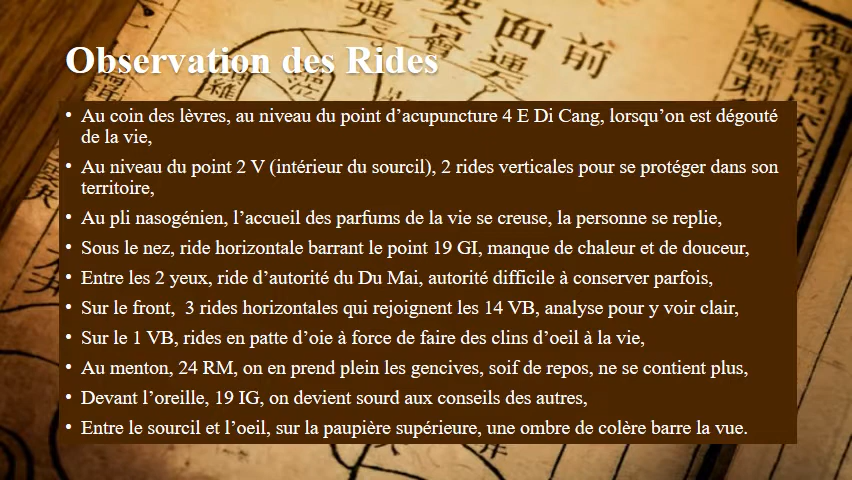 前
面
Observation des Rides
• Au coin des lèvres, au niveau du point d’acupuncture 4 E Di Cang, lorsqu’on est dégouté
de la vie,
• Au niveau du point 2 V (intérieur du sourcil), 2 rides verticales pour se protéger dans son
territoire,
• Au pli nasogénien, l’accueil des parfums de la vie se creuse, la personne se replie,
• Sous le nez, ride horizontale barrant le point 19 GI, manque de chaleur et de douceur,
• Entre les 2 yeux, ride d’autorité du Du Mai, autorité difficile à conserver parfois,
• Sur le front,  3 rides horizontales qui rejoignent les 14 VB, analyse pour y voir clair,
• Sur le 1 VB, rides en patte d’oie à force de faire des clins d’oeil à la vie,
• Au menton, 24 RM, on en prend plein les gencives, soif de repos, ne se contient plus,
• Devant l’oreille, 19 IG, on devient sourd aux conseils des autres,
• Entre le sourcil et l’oeil, sur la paupière supérieure, une ombre de colère barre la vue.